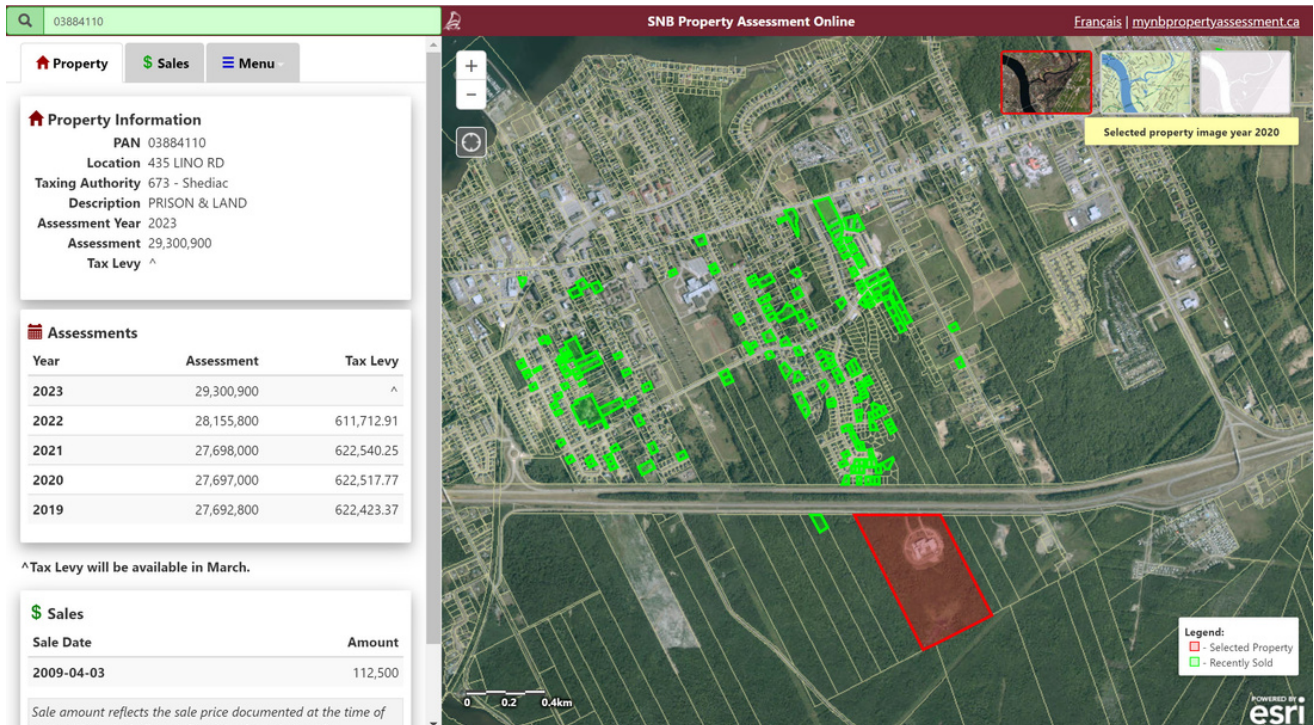 03884110
SNB Property Assessment Online
Français | mynbpropertyassessment.ca
Property
$ Sales
Menu
+
−
Selected property image year 2020
Property Information
PAN 03884110
Location 435 LINO RD
Taxing Authority 673 - Shediac
Description PRISON & LAND
Assessment Year 2023
Assessment 29,300,900
Tax Levy ^
Assessments
Year Assessment Tax Levy
2023 29,300,900 ^
2022 28,155,800 611,712.91
2021 27,698,000 622,540.25
2020 27,697,000 622,517.77
2019 27,692,800 622,423.37
^Tax Levy will be available in March.
$ Sales
Sale Date Amount
2009-04-03 112,500
Sale amount reflects the sale price documented at the time of
Legend:
- Selected Property
- Recently Sold
0 0.2 0.4km
POWERED BY
esri